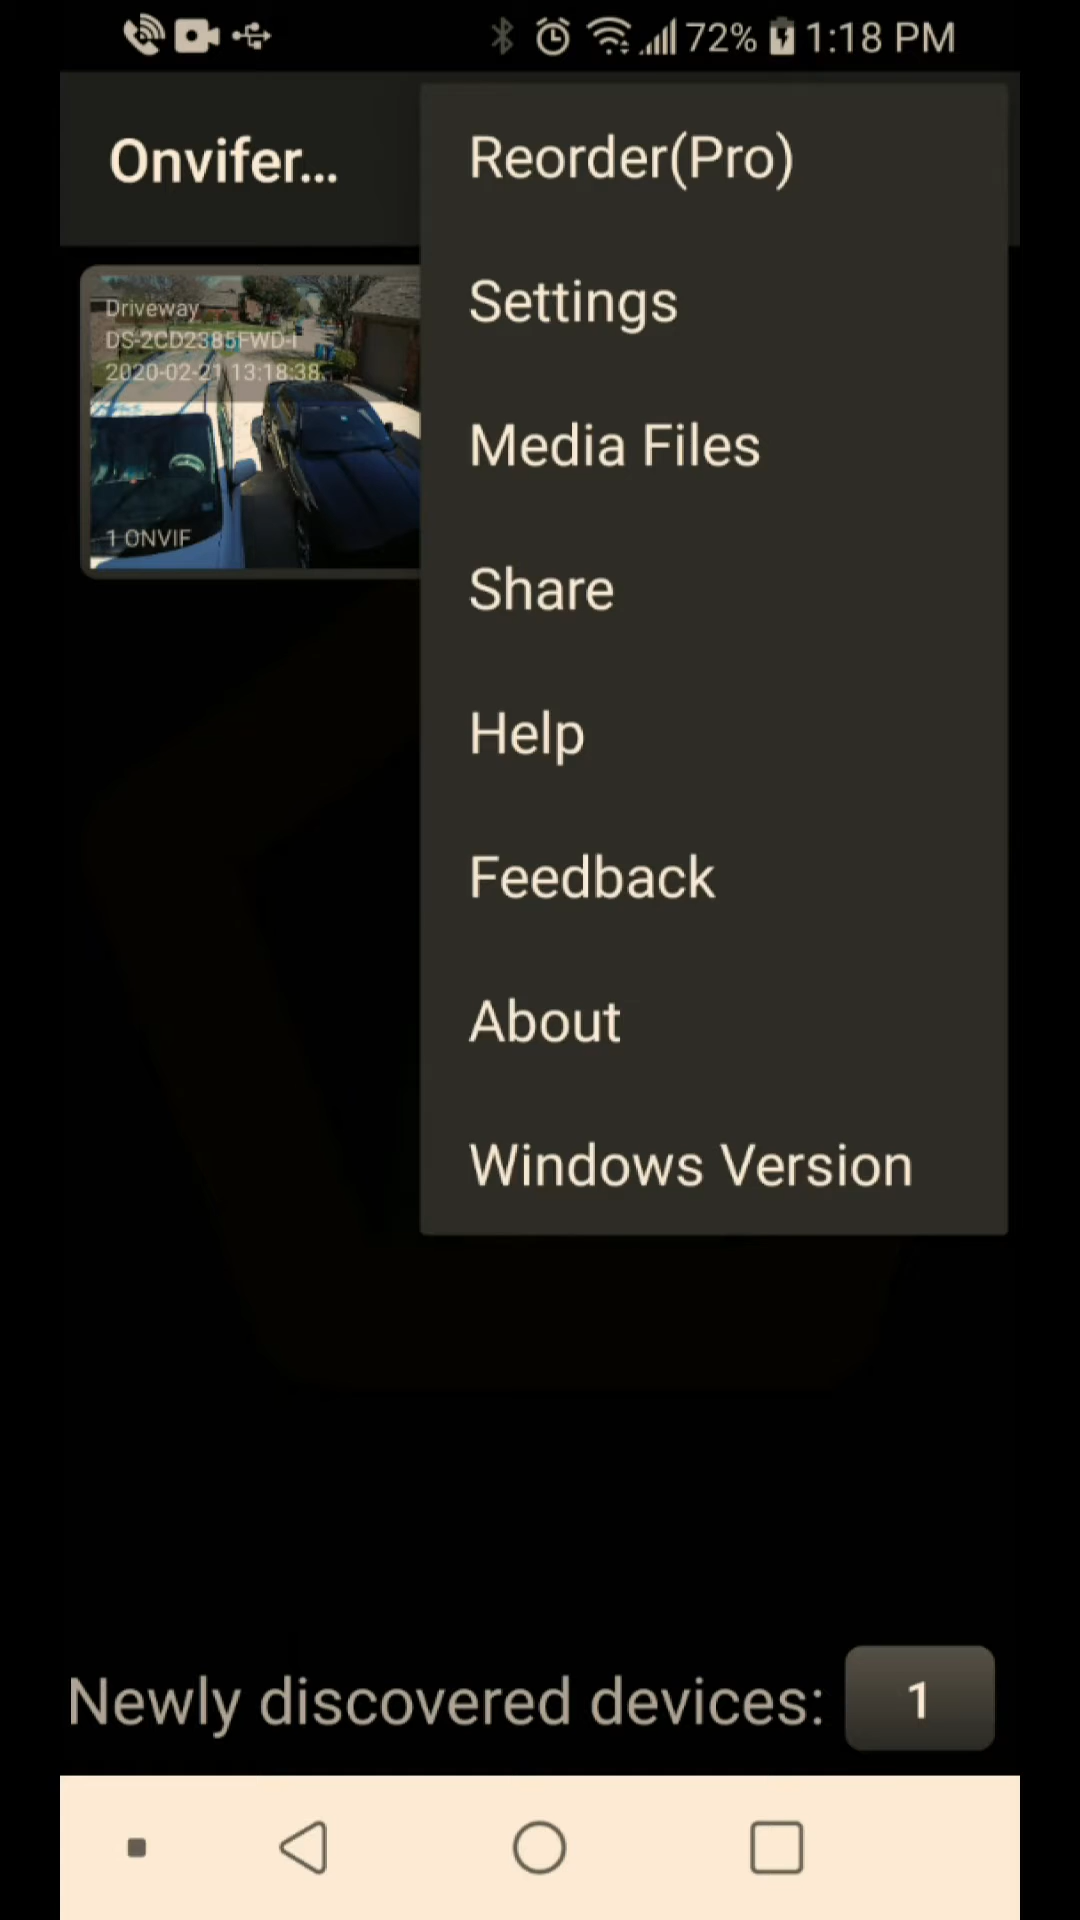 72% 1:18 PM
Onvifer...
Reorder(Pro)
Settings
Media Files
Share
Help
Feedback
About
Windows Version
Driveway
DS-2CD2385FWD-I
2020-02-21 13:18:38
1 ONVIF
Newly discovered devices: 1